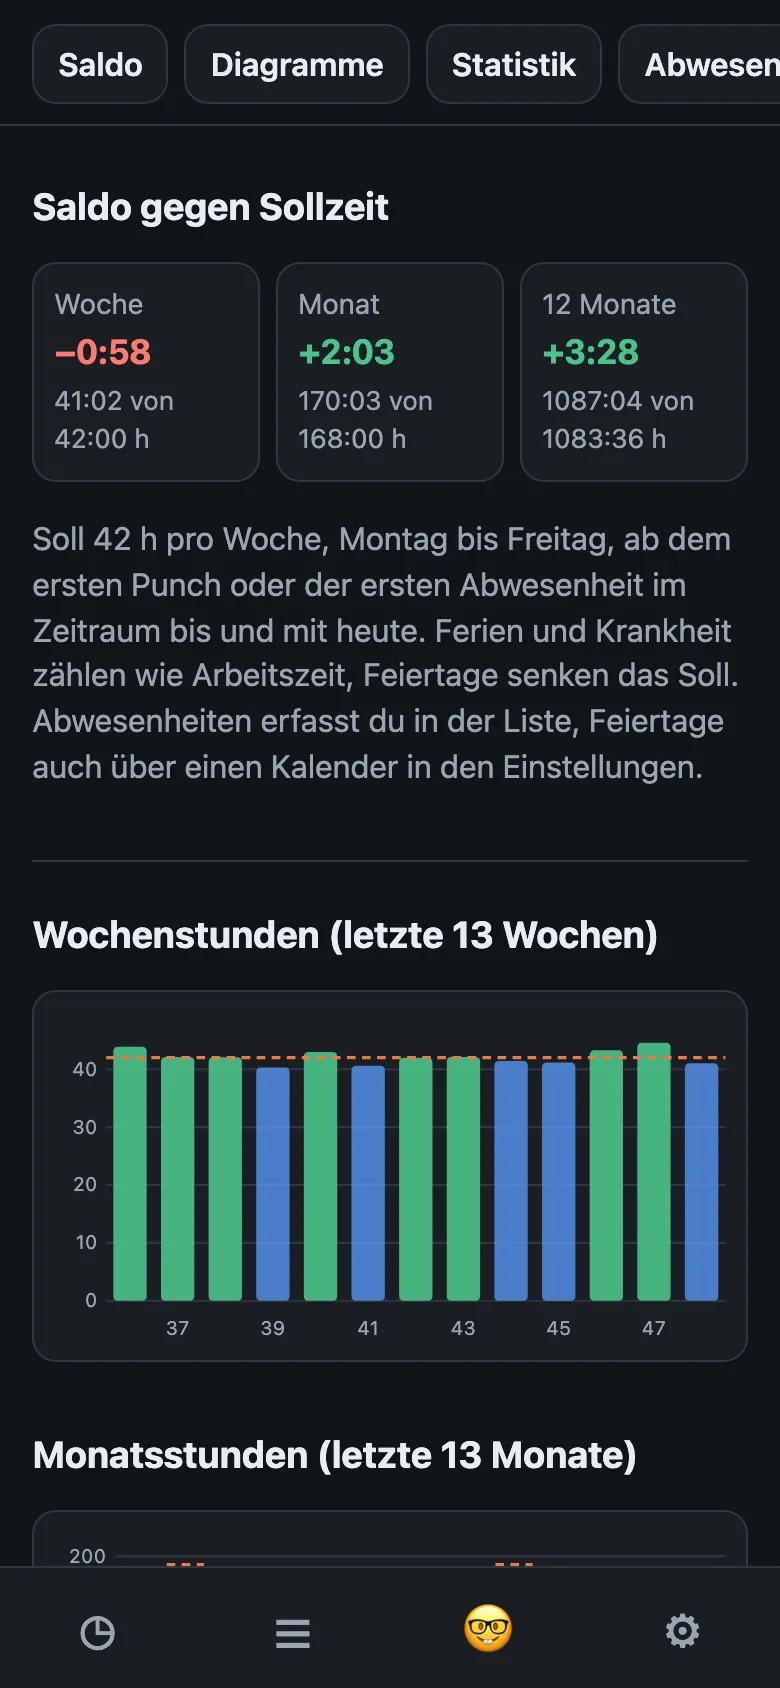 Saldo
Diagramme
Statistik
Abwesen
Saldo gegen Sollzeit
Woche
−0:58
41:02 von
42:00 h
Monat
+2:03
170:03 von
168:00 h
12 Monate
+3:28
1087:04 von
1083:36 h
Soll 42 h pro Woche, Montag bis Freitag, ab dem
ersten Punch oder der ersten Abwesenheit im
Zeitraum bis und mit heute. Ferien und Krankheit
zählen wie Arbeitszeit, Feiertage senken das Soll.
Abwesenheiten erfasst du in der Liste, Feiertage
auch über einen Kalender in den Einstellungen.
Wochenstunden (letzte 13 Wochen)
40
30
20
10
0
37 39 41 43 45 47
Monatsstunden (letzte 13 Monate)
200